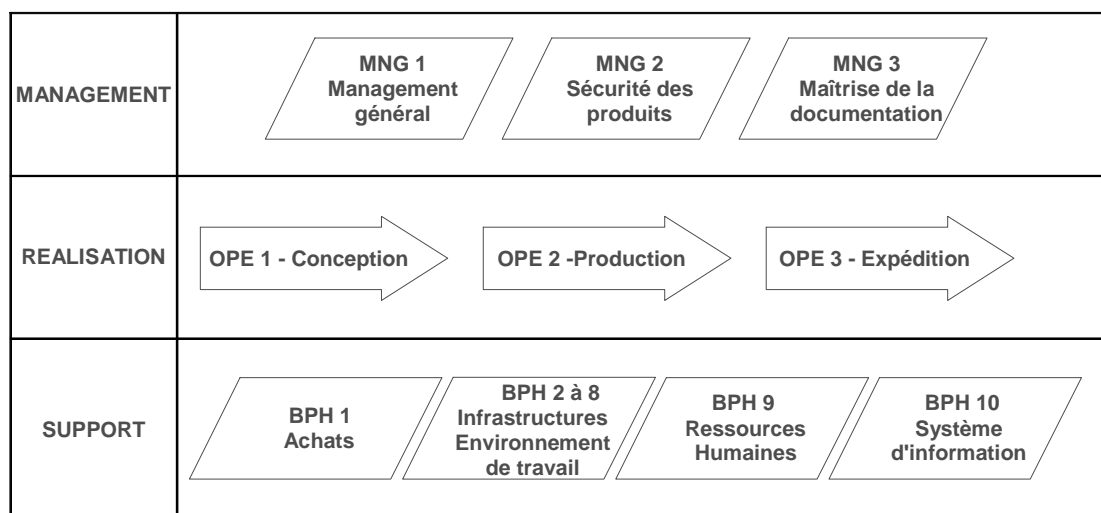 MANAGEMENT
MNG 1
Management
général
MNG 2
Sécurité des
produits
MNG 3
Maîtrise de la
documentation
REALISATION
OPE 1 - Conception
OPE 2 -Production
OPE 3 - Expédition
SUPPORT
BPH 1
Achats
BPH 2 à 8
Infrastructures
Environnement
de travail
BPH 9
Ressources
Humaines
BPH 10
Système
d'information